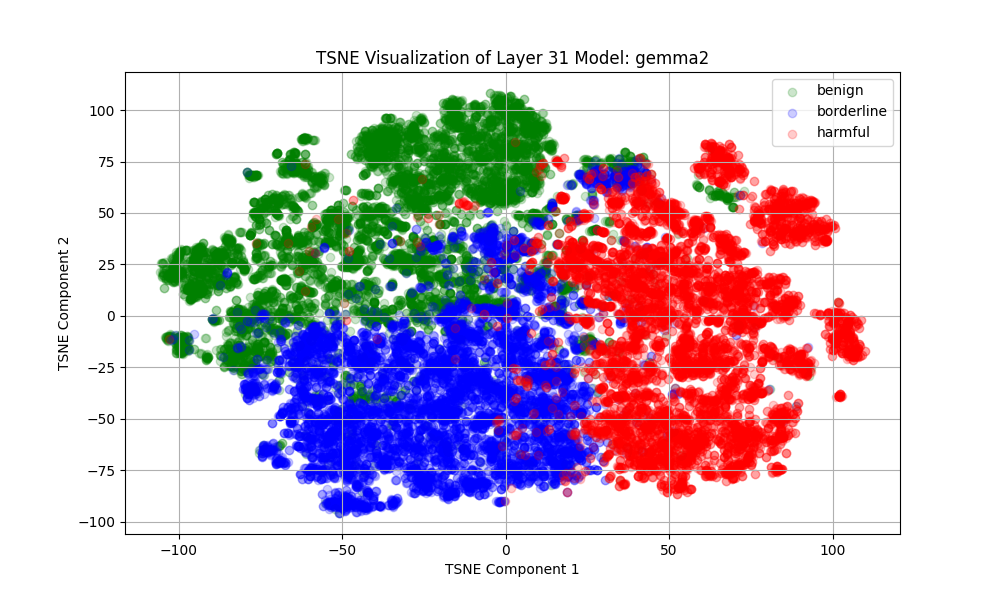 TSNE Visualization of Layer 31 Model: gemma2
benign
borderline
harmful
100
75
50
25
0
−25
−50
−75
−100
TSNE Component 2
−100
−50
0
50
100
TSNE Component 1